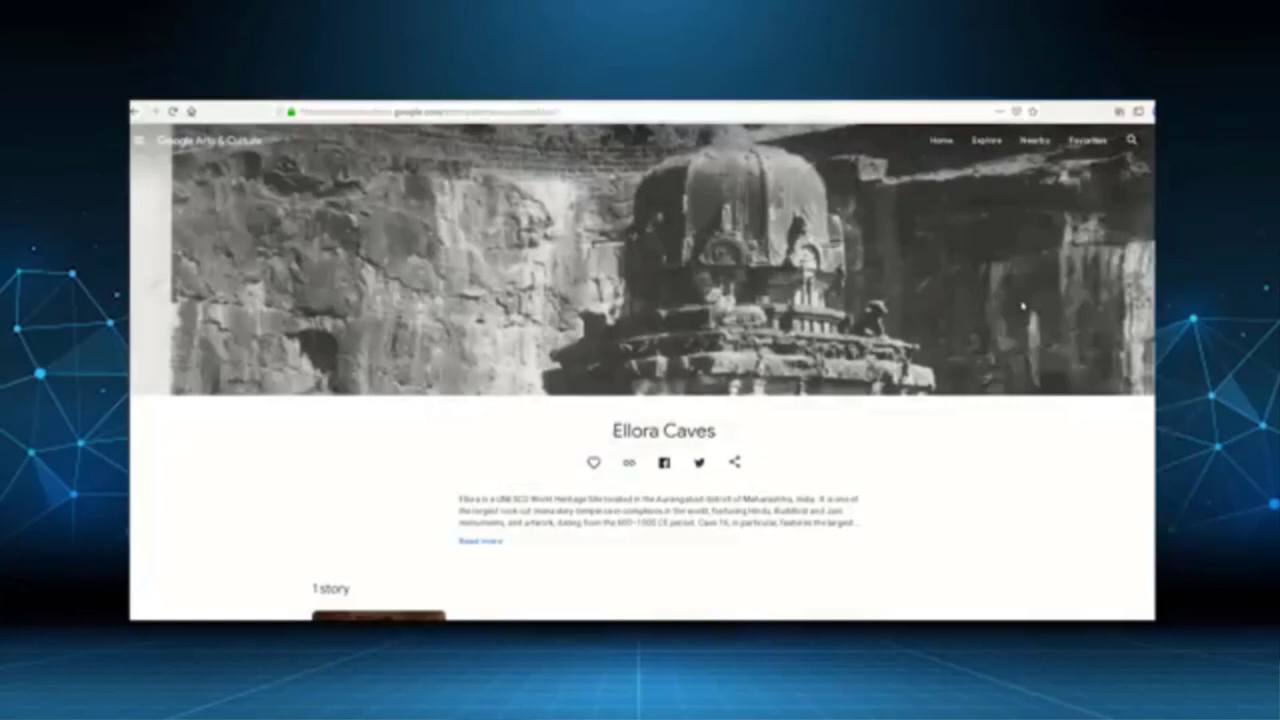 Google Arts & Culture
Home Explore Nearby Favorites
Ellora Caves
Ellora is a UNESCO World Heritage Site located in the Aurangabad district of Maharashtra, India. It is one of
the largest rock-cut monastery-temple cave complexes in the world, featuring Hindu, Buddhist and Jain
monuments, and artwork, dating from the 600–1000 CE period. Cave 16, in particular, features the largest...
Read more
1 story